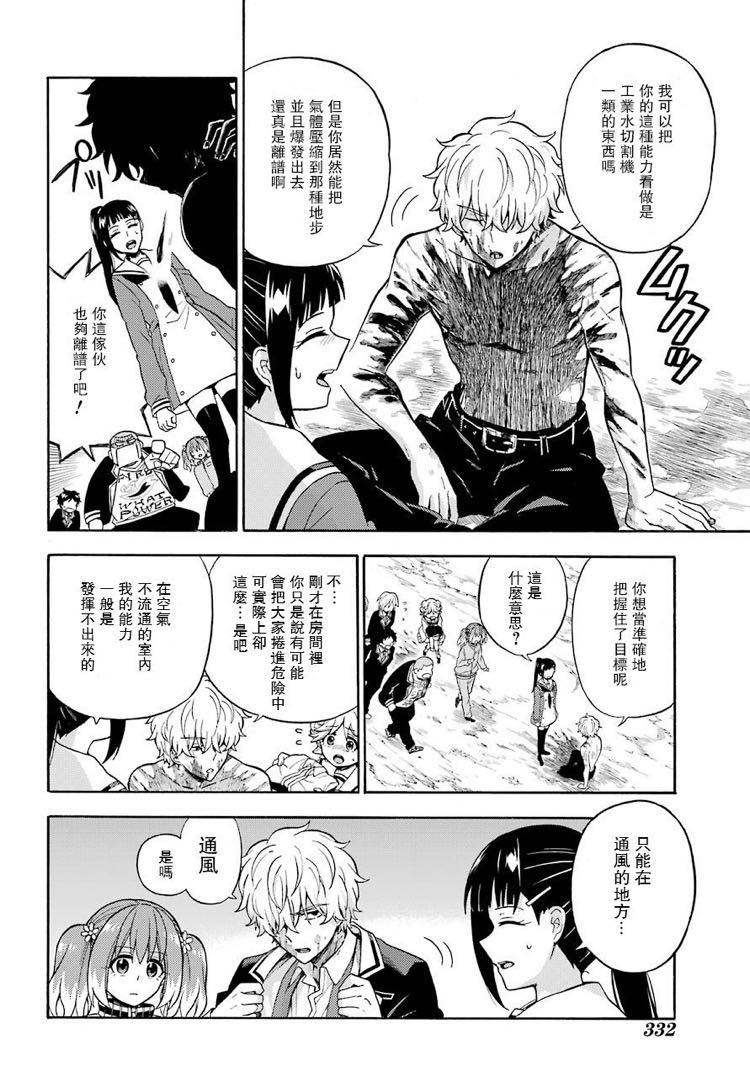 我可以把
你的這種能力看做是
工業水切割機
一類的東西嗎
但是你居然能把
氣體壓縮到那種地步
並且爆發出去
還真是離譜啊
ムクッ
ペッ
你這傢伙
也夠離譜了吧！
WHAT
POWER
你想當準確地
把握住了目標呢
這是
什麼意思？
不…
剛才在房間裡
你只是說有可能
會把大家捲進危險中
可實際上卻
這麼…是吧
在空氣
不流通的室內
我的能力
一般是
發揮不出來的
只能在
通風的地方…
通風
是嗎
332